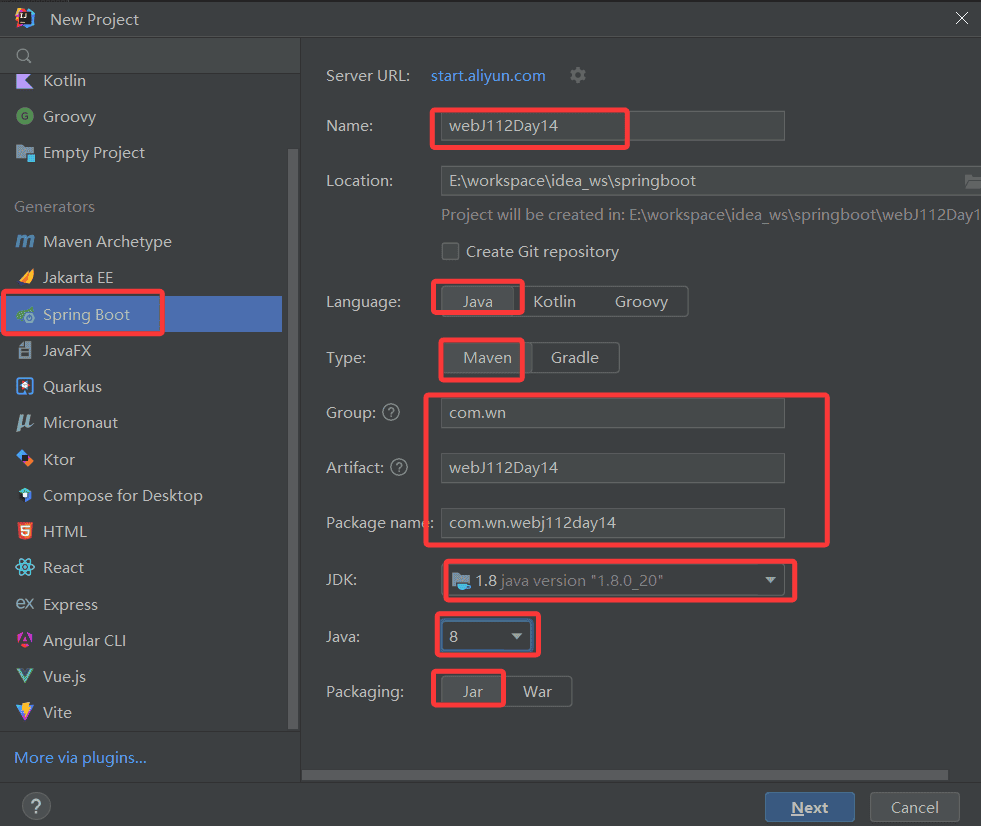 New Project
Kotlin
Groovy
Empty Project
Generators
Maven Archetype
Jakarta EE
Spring Boot
JavaFX
Quarkus
Micronaut
Ktor
Compose for Desktop
HTML
React
Express
Angular CLI
Vue.js
Vite
More via plugins...
Server URL: start.aliyun.com
Name: webJ112Day14
Location: E:\workspace\idea_ws\springboot
Project will be created in: E:\workspace\idea_ws\springboot\webJ112Day1
Create Git repository
Language: Java Kotlin Groovy
Type: Maven Gradle
Group: com.wn
Artifact: webJ112Day14
Package name: com.wn.webj112day14
JDK: 1.8 java version "1.8.0_20"
Java: 8
Packaging: Jar War
? Next Cancel